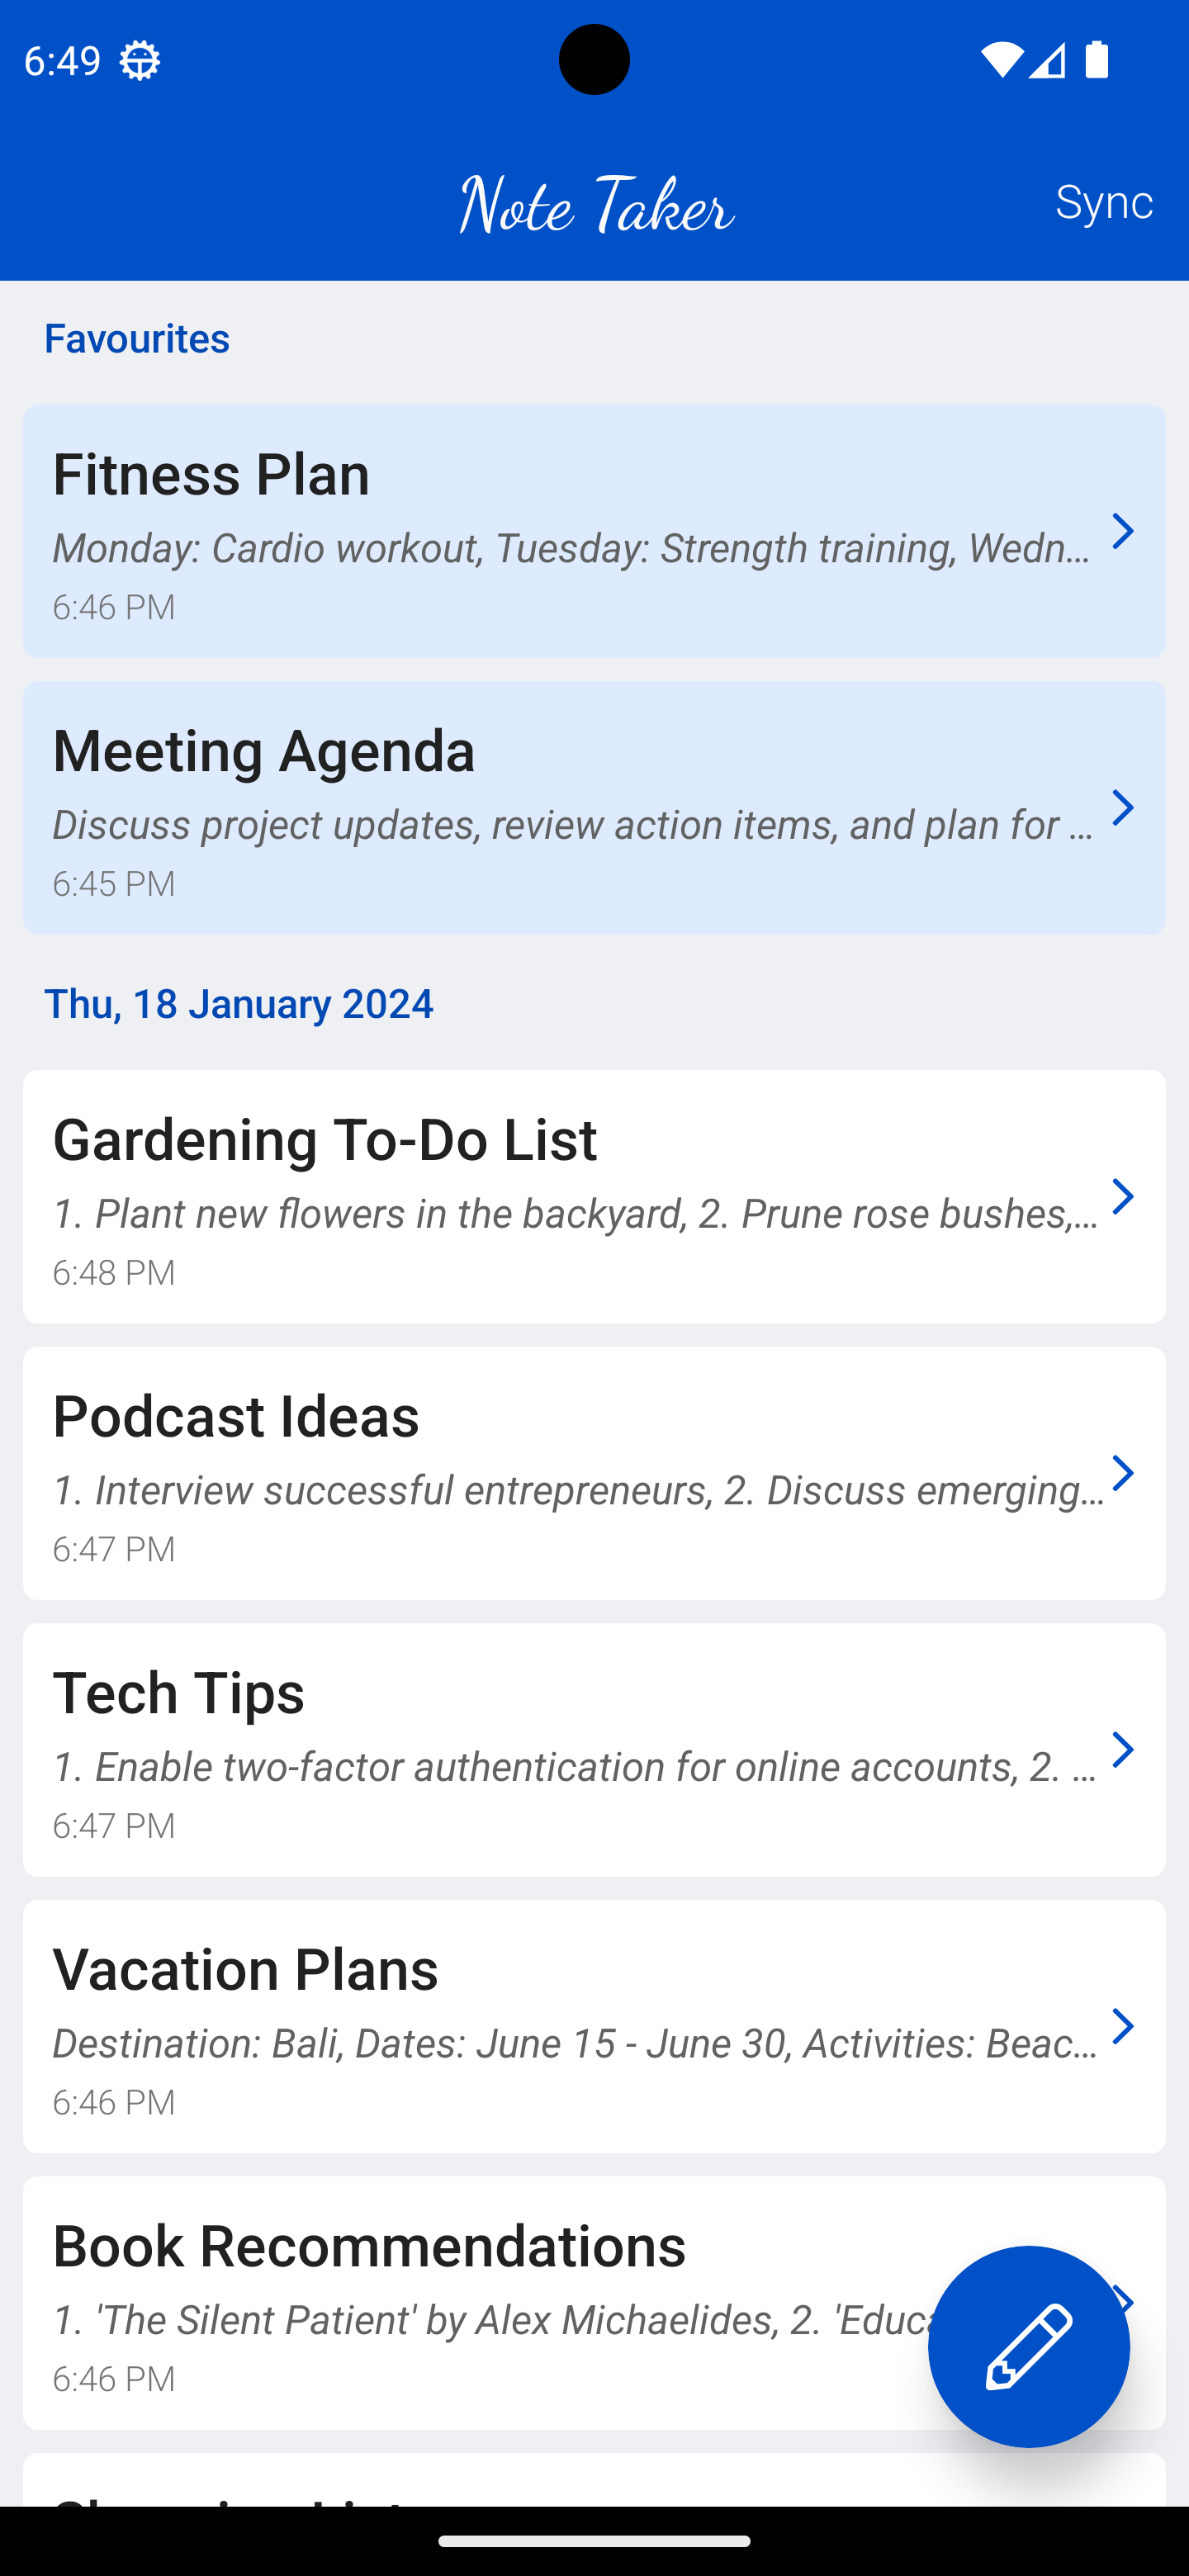 6:49
Note Taker
Sync
Favourites
Fitness Plan
Monday: Cardio workout, Tuesday: Strength training, Wedn...
6:46 PM
Meeting Agenda
Discuss project updates, review action items, and plan for ...
6:45 PM
Thu, 18 January 2024
Gardening To-Do List
1. Plant new flowers in the backyard, 2. Prune rose bushes,...
6:48 PM
Podcast Ideas
1. Interview successful entrepreneurs, 2. Discuss emerging...
6:47 PM
Tech Tips
1. Enable two-factor authentication for online accounts, 2. ...
6:47 PM
Vacation Plans
Destination: Bali, Dates: June 15 - June 30, Activities: Beac...
6:46 PM
Book Recommendations
1. 'The Silent Patient' by Alex Michaelides, 2. 'Educa
6:46 PM